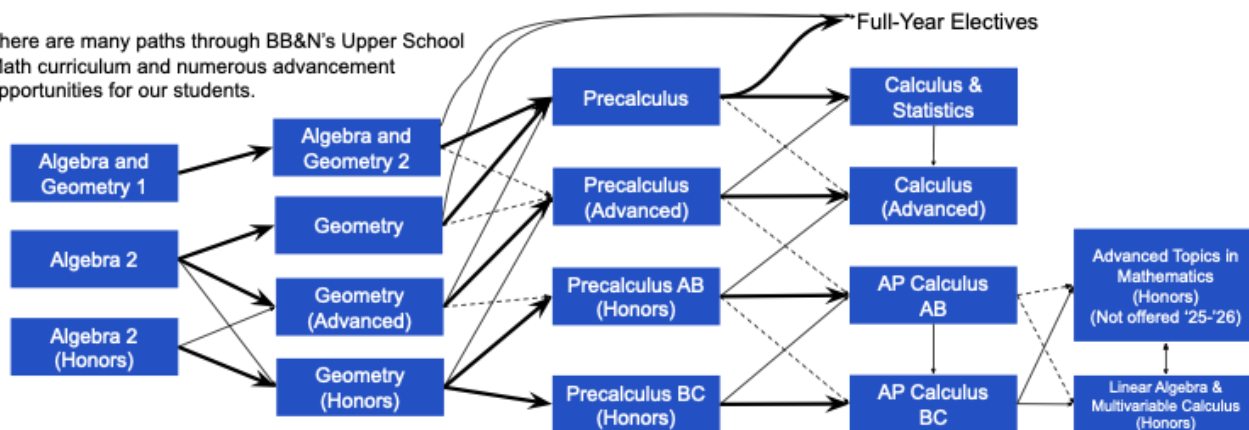 Full-Year Electives
here are many paths through BB&N's Upper School
Math curriculum and numerous advancement
pportunities for our students.
Algebra and
Geometry 1
Algebra 2
Algebra 2
(Honors)
Algebra and
Geometry 2
Geometry
Geometry
(Advanced)
Geometry
(Honors)
Precalculus
Precalculus
(Advanced)
Precalculus AB
(Honors)
Precalculus BC
(Honors)
Calculus &
Statistics
Calculus
(Advanced)
AP Calculus
AB
AP Calculus
BC
Advanced Topics in
Mathematics
(Honors)
(Not offered '25-'26)
Linear Algebra &
Multivariable Calculus
(Honors)